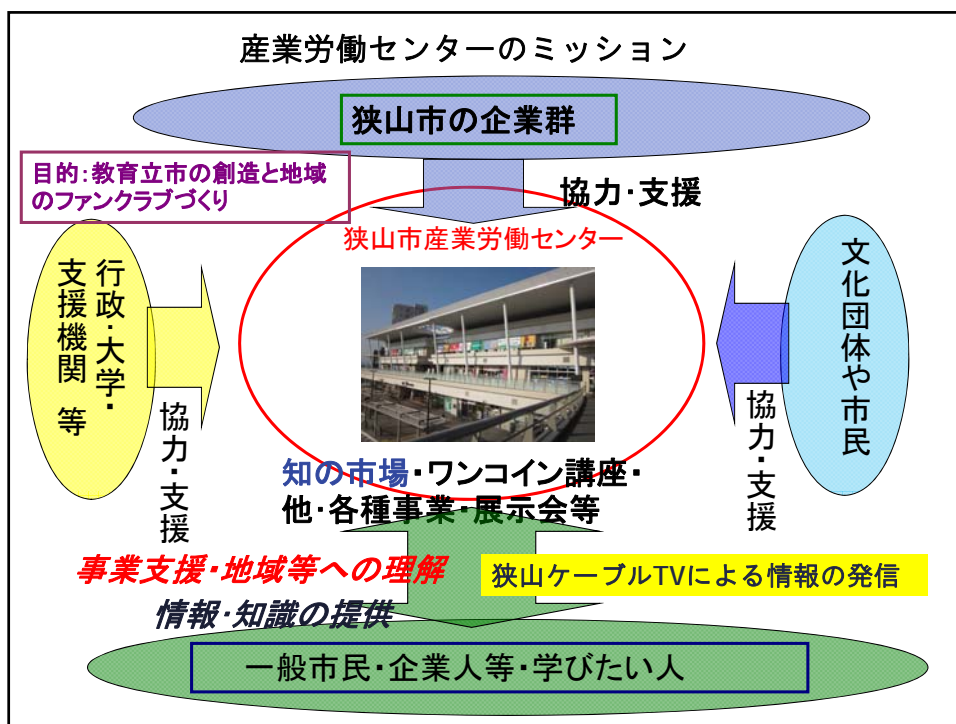 産業労働センターのミッション
狭山市の企業群
目的:教育立市の創造と地域
のファンクラブづくり
協力・支援
狭山市産業労働センター
行政・大学・
支援機関 等
協力・支援
文化団体や市民
協力・支援
知の市場・ワンコイン講座・
他・各種事業・展示会等
事業支援・地域等への理解
情報・知識の提供
狭山ケーブルTVによる情報の発信
一般市民・企業人等・学びたい人